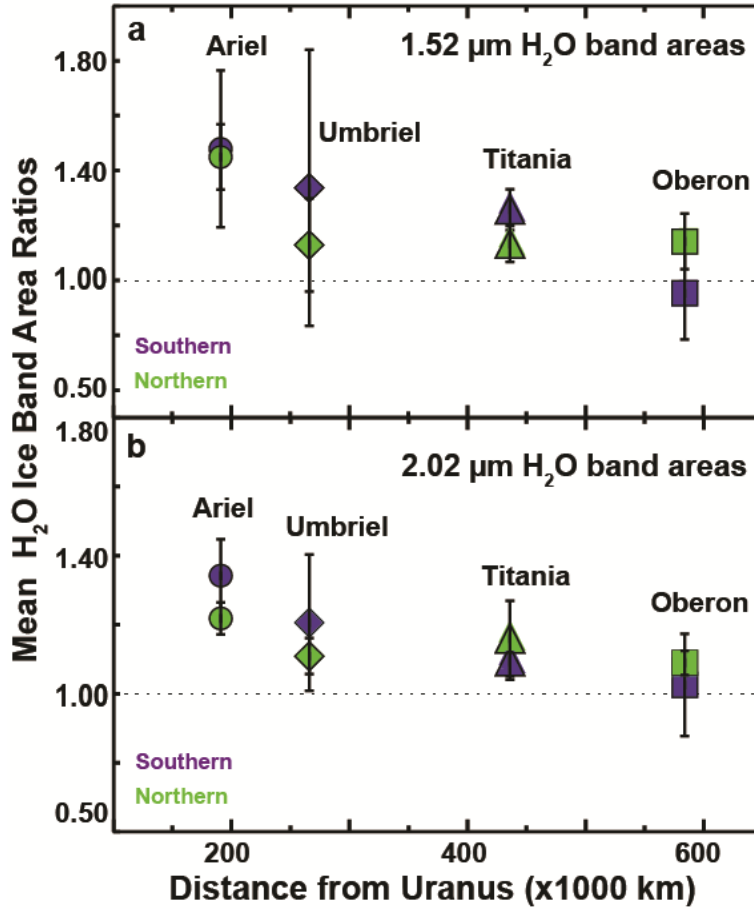 Mean H₂O Ice Band Area Ratios
a
1.52 µm H₂O band areas
Ariel
Umbriel
Titania
Oberon
1.80
1.40
1.00
0.50
Southern
Northern
b
2.02 µm H₂O band areas
Ariel
Umbriel
Titania
Oberon
1.80
1.40
1.00
0.50
Southern
Northern
200 400 600
Distance from Uranus (x1000 km)